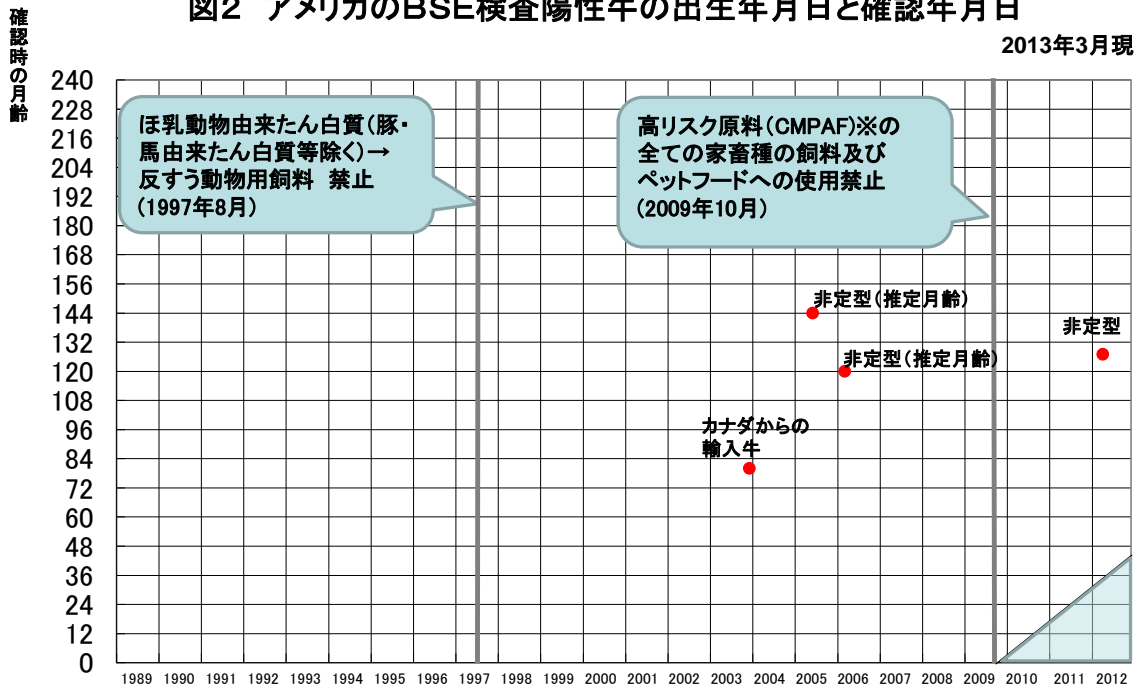 図2 アメリカのBSE検査陽性牛の出生年月日と確認年月日
2013年3月現
確認時の月齢
240
228
216
204
192
180
168
156
144
132
120
108
96
84
72
60
48
36
24
12
0
ほ乳動物由来たん白質(豚・
馬由来たん白質等除く)→
反すう動物用飼料 禁止
(1997年8月)
高リスク原料(CMPAF)※の
全ての家畜種の飼料及び
ペットフードへの使用禁止
(2009年10月)
非定型(推定月齢)
非定型
非定型(推定月齢)
カナダからの
輸入牛
1989 1990 1991 1992 1993 1994 1995 1996 1997 1998 1999 2000 2001 2002 2003 2004 2005 2006 2007 2008 2009 2010 2011 2012